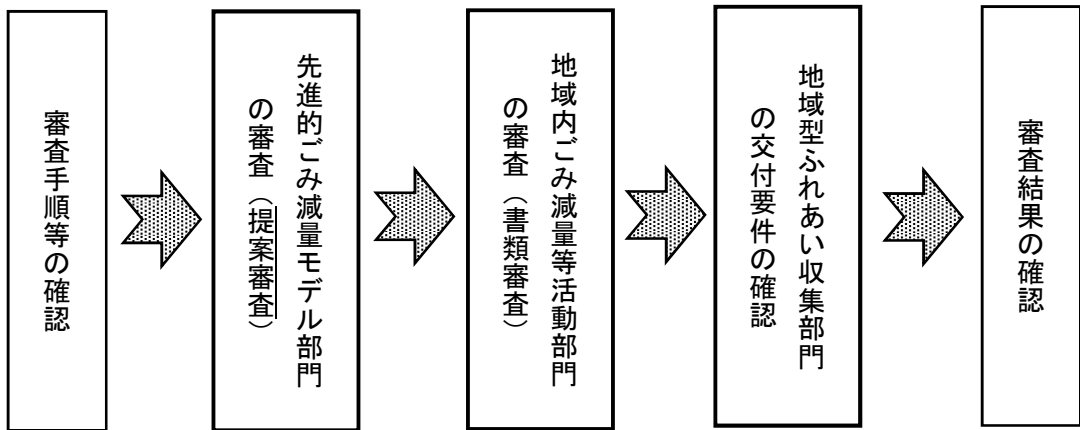 審査手順等の確認
先進的ごみ減量モデル部門
の審査（提案審査）
地域内ごみ減量等活動部門
の審査（書類審査）
地域型ふれあい収集部門
の交付要件の確認
審査結果の確認